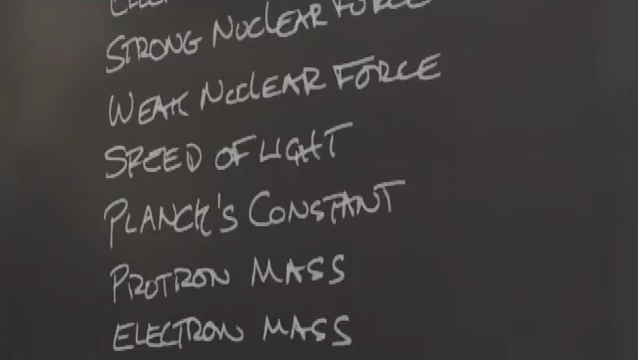 STRONG NUCLEAR FORCE
WEAK NUCLEAR FORCE
SPEED OF LIGHT
PLANCK'S CONSTANT
PROTRON MASS
ELECTRON MASS